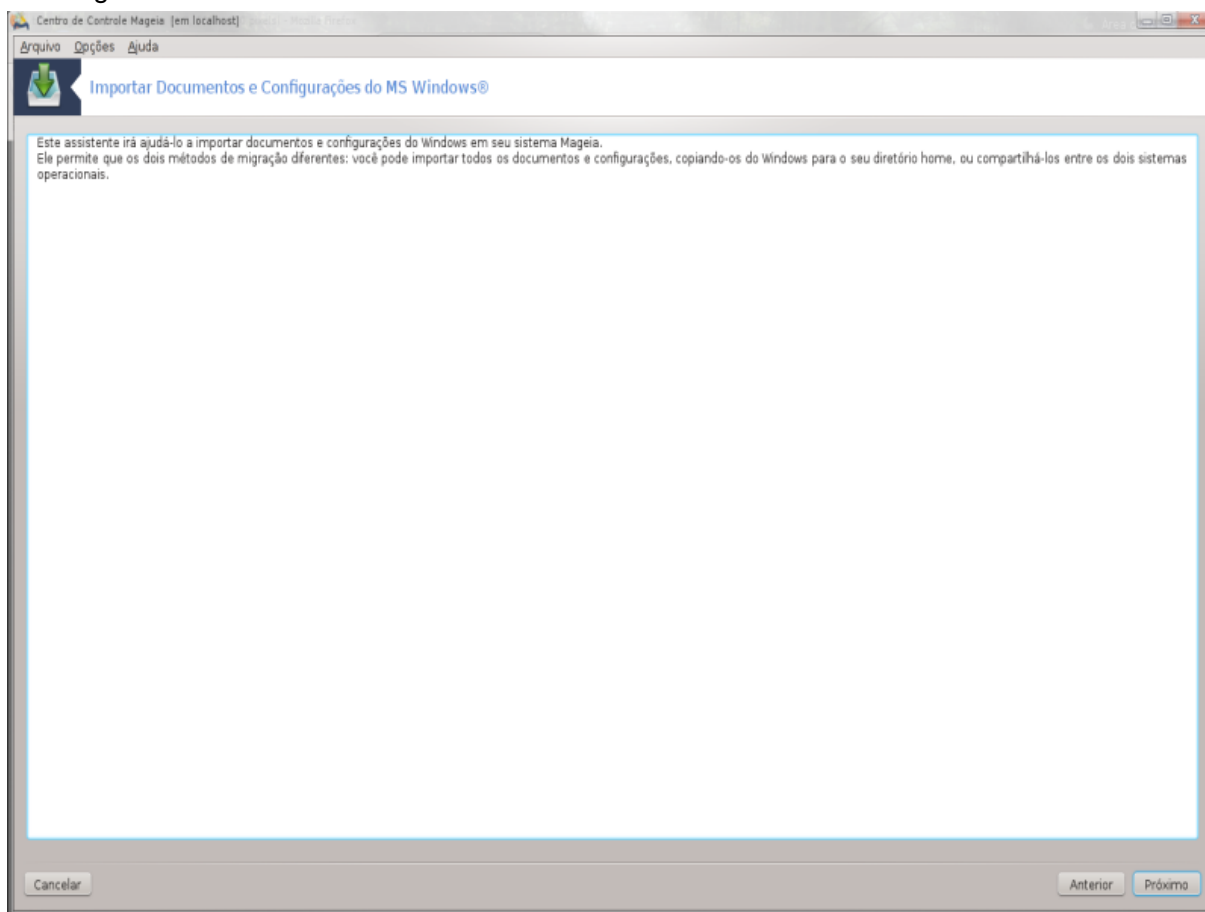 Centro de Controle Mageia [em localhost]
Arquivo Opções Ajuda
Importar Documentos e Configurações do MS Windows®
Este assistente irá ajudá-lo a importar documentos e configurações do Windows em seu sistema Mageia.
Ele permite que os dois métodos de migração diferentes: você pode importar todos os documentos e configurações, copiando-os do Windows para o seu diretório home, ou compartilhá-los entre os dois sistemas
operacionais.
Cancelar Anterior Próximo